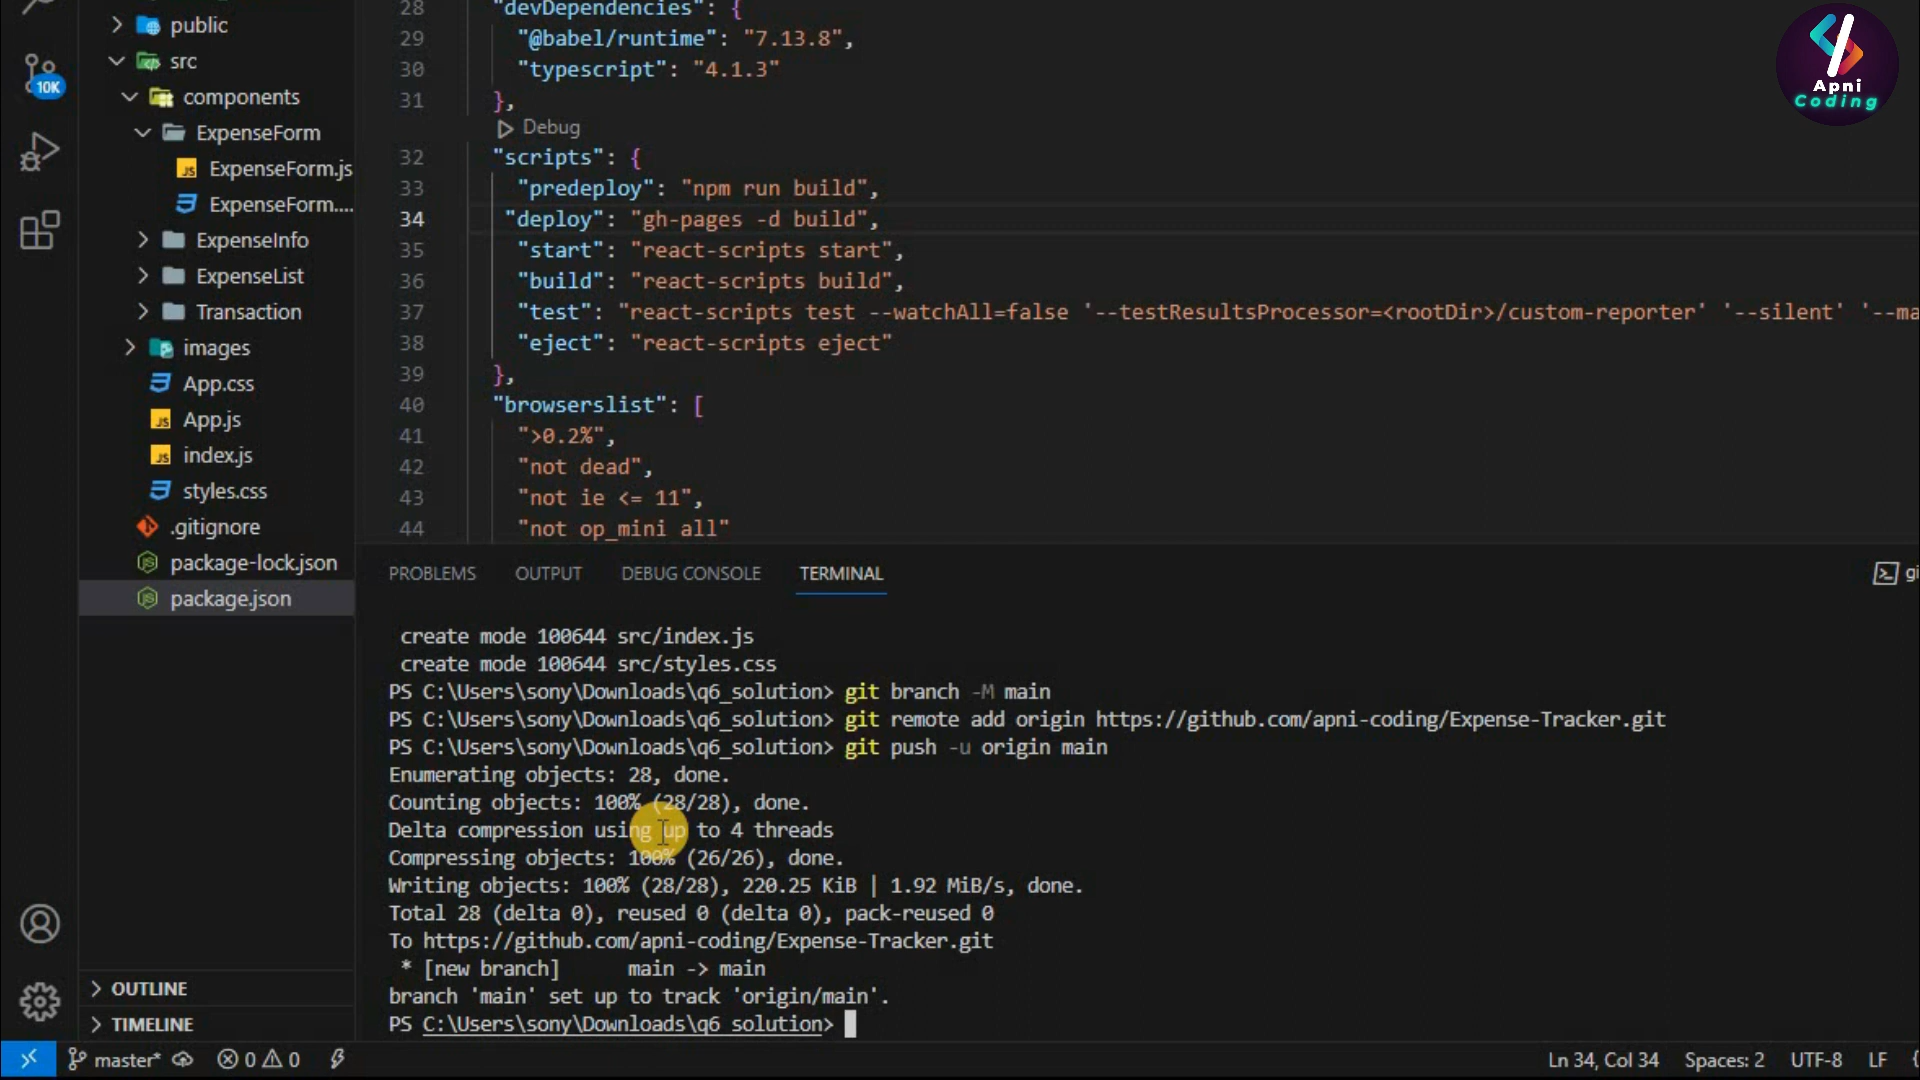 public
src
components
ExpenseForm
ExpenseForm.js
ExpenseForm....
ExpenseInfo
ExpenseList
Transaction
images
App.css
App.js
index.js
styles.css
.gitignore
package-lock.json
package.json
OUTLINE
TIMELINE
10K
28 "devDependencies": {
29 "@babel/runtime": "7.13.8",
30 "typescript": "4.1.3"
31 },
Debug
32 "scripts": {
33 "predeploy": "npm run build",
34 "deploy": "gh-pages -d build",
35 "start": "react-scripts start",
36 "build": "react-scripts build",
37 "test": "react-scripts test --watchAll=false '--testResultsProcessor=<rootDir>/custom-reporter' '--silent' '--ma
38 "eject": "react-scripts eject"
39 },
40 "browserslist": [
41 ">0.2%",
42 "not dead",
43 "not ie <= 11",
44 "not op_mini all"
Apni
Coding
PROBLEMS OUTPUT DEBUG CONSOLE TERMINAL
gi
create mode 100644 src/index.js
create mode 100644 src/styles.css
PS C:\Users\sony\Downloads\q6_solution> git branch -M main
PS C:\Users\sony\Downloads\q6_solution> git remote add origin https://github.com/apni-coding/Expense-Tracker.git
PS C:\Users\sony\Downloads\q6_solution> git push -u origin main
Enumerating objects: 28, done.
Counting objects: 100% (28/28), done.
Delta compression using up to 4 threads
Compressing objects: 100% (26/26), done.
Writing objects: 100% (28/28), 220.25 KiB | 1.92 MiB/s, done.
Total 28 (delta 0), reused 0 (delta 0), pack-reused 0
To https://github.com/apni-coding/Expense-Tracker.git
* [new branch] main -> main
branch 'main' set up to track 'origin/main'.
PS C:\Users\sony\Downloads\q6_solution>
master* 0 0 Ln 34, Col 34 Spaces: 2 UTF-8 LF {